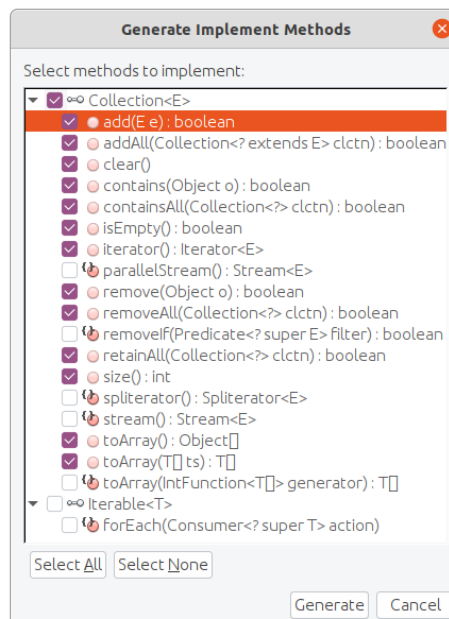 Generate Implement Methods
Select methods to implement:
Collection<E>
add(E e) : boolean
addAll(Collection<? extends E> clctn) : boolean
clear()
contains(Object o) : boolean
containsAll(Collection<?> clctn) : boolean
isEmpty() : boolean
iterator() : Iterator<E>
parallelStream() : Stream<E>
remove(Object o) : boolean
removeAll(Collection<?> clctn) : boolean
removeIf(Predicate<? super E> filter) : boolean
retainAll(Collection<?> clctn) : boolean
size() : int
spliterator() : Spliterator<E>
stream() : Stream<E>
toArray() : Object[]
toArray(T[] ts) : T[]
toArray(IntFunction<T[]> generator) : T[]
Iterable<T>
forEach(Consumer<? super T> action)
Select All Select None
Generate Cancel